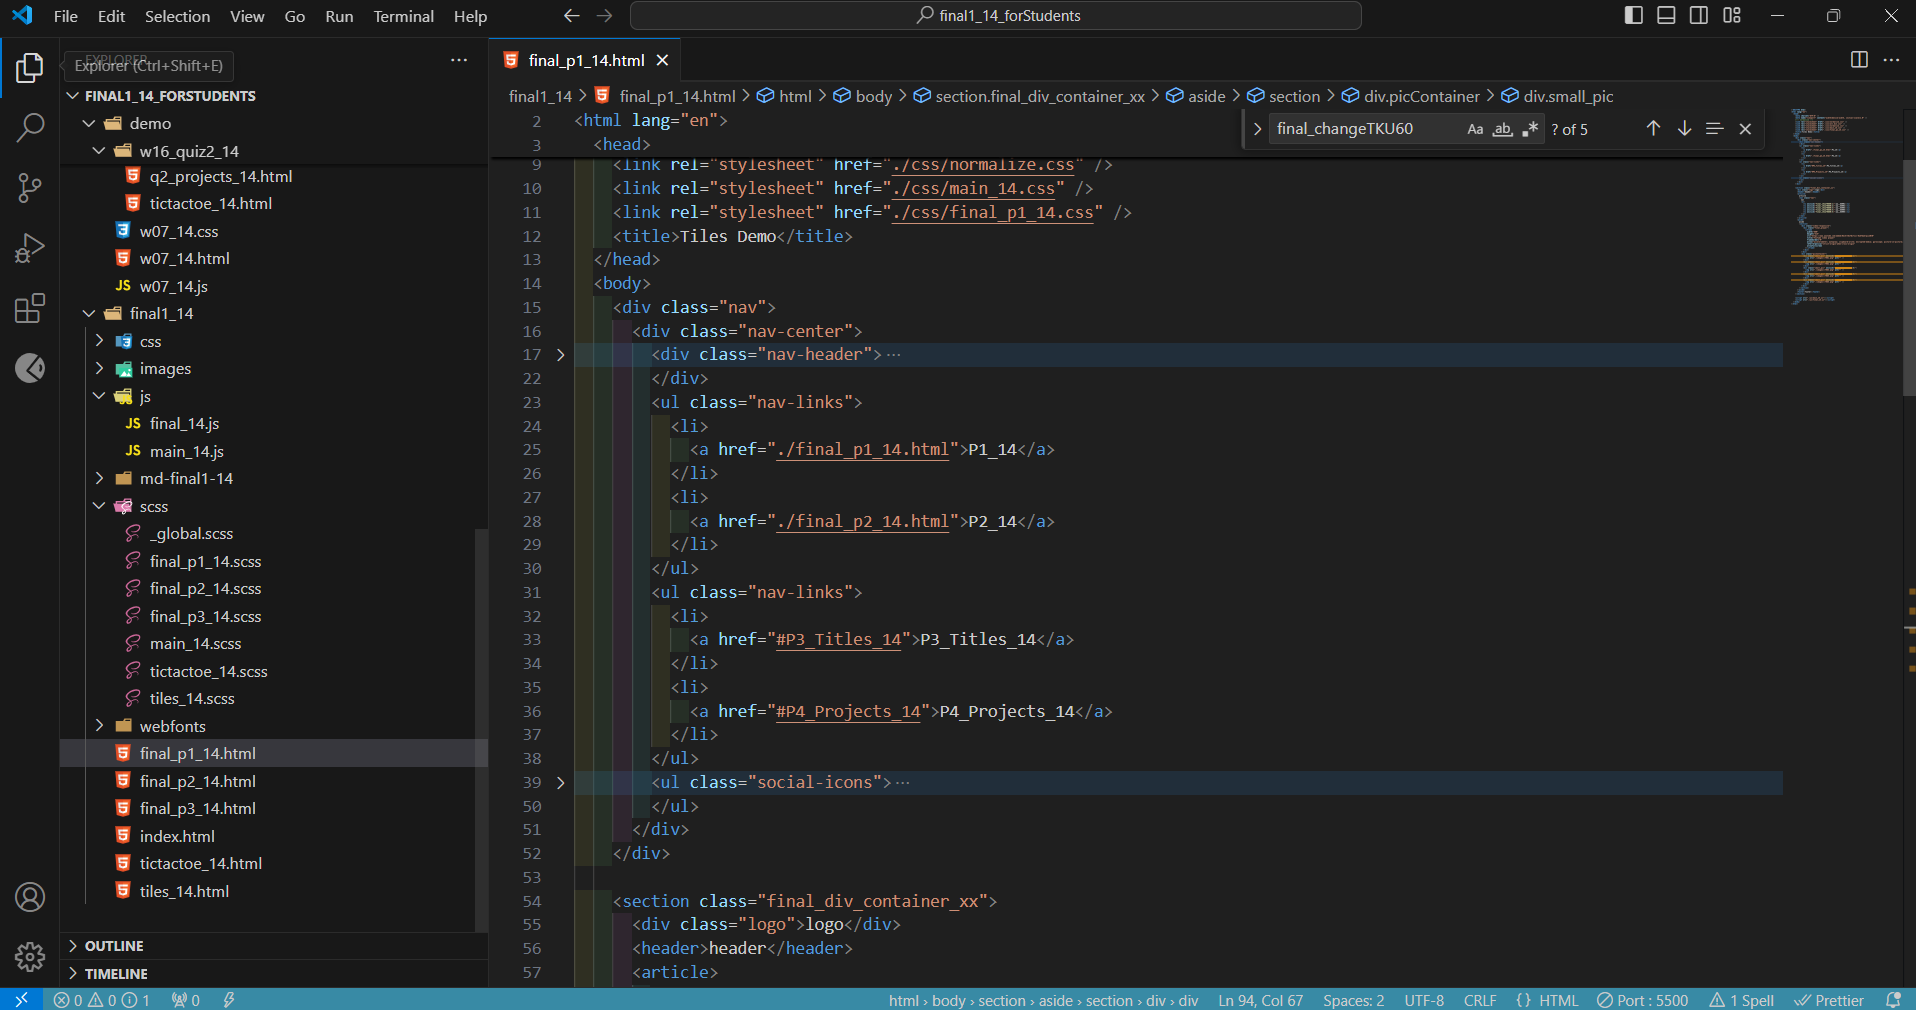 File Edit Selection View Go Run Terminal Help
final1_14_forStudents
EXPLORER
Explorer (Ctrl+Shift+E)
FINAL1_14_FORSTUDENTS
demo
w16_quiz2_14
q2_projects_14.html
tictactoe_14.html
w07_14.css
w07_14.html
JS w07_14.js
final1_14
css
images
js
JS final_14.js
JS main_14.js
md-final1-14
scss
_global.scss
final_p1_14.scss
final_p2_14.scss
final_p3_14.scss
main_14.scss
tictactoe_14.scss
tiles_14.scss
webfonts
final_p1_14.html
final_p2_14.html
final_p3_14.html
index.html
tictactoe_14.html
tiles_14.html
OUTLINE
TIMELINE
final_p1_14.html
final1_14 > final_p1_14.html > html > body > section.final_div_container_xx > aside > section > div.picContainer > div.small_pic
final_changeTKU60 Aa ab .* ? of 5
2 <html lang="en">
3 <head>
9 <link rel="stylesheet" href="./css/normalize.css" />
10 <link rel="stylesheet" href="./css/main_14.css" />
11 <link rel="stylesheet" href="./css/final_p1_14.css" />
12 <title>Tiles Demo</title>
13 </head>
14 <body>
15 <div class="nav">
16 <div class="nav-center">
17 <div class="nav-header">···
22 </div>
23 <ul class="nav-links">
24 <li>
25 <a href="./final_p1_14.html">P1_14</a>
26 </li>
27 <li>
28 <a href="./final_p2_14.html">P2_14</a>
29 </li>
30 </ul>
31 <ul class="nav-links">
32 <li>
33 <a href="#P3_Titles_14">P3_Titles_14</a>
34 </li>
35 <li>
36 <a href="#P4_Projects_14">P4_Projects_14</a>
37 </li>
38 </ul>
39 <ul class="social-icons">···
50 </ul>
51 </div>
52 </div>
53
54 <section class="final_div_container_xx">
55 <div class="logo">logo</div>
56 <header>header</header>
57 <article>
0 0 1 0 html › body › section › aside › section › div › div Ln 94, Col 67 Spaces: 2 UTF-8 CRLF {} HTML Port : 5500 1 Spell Prettier